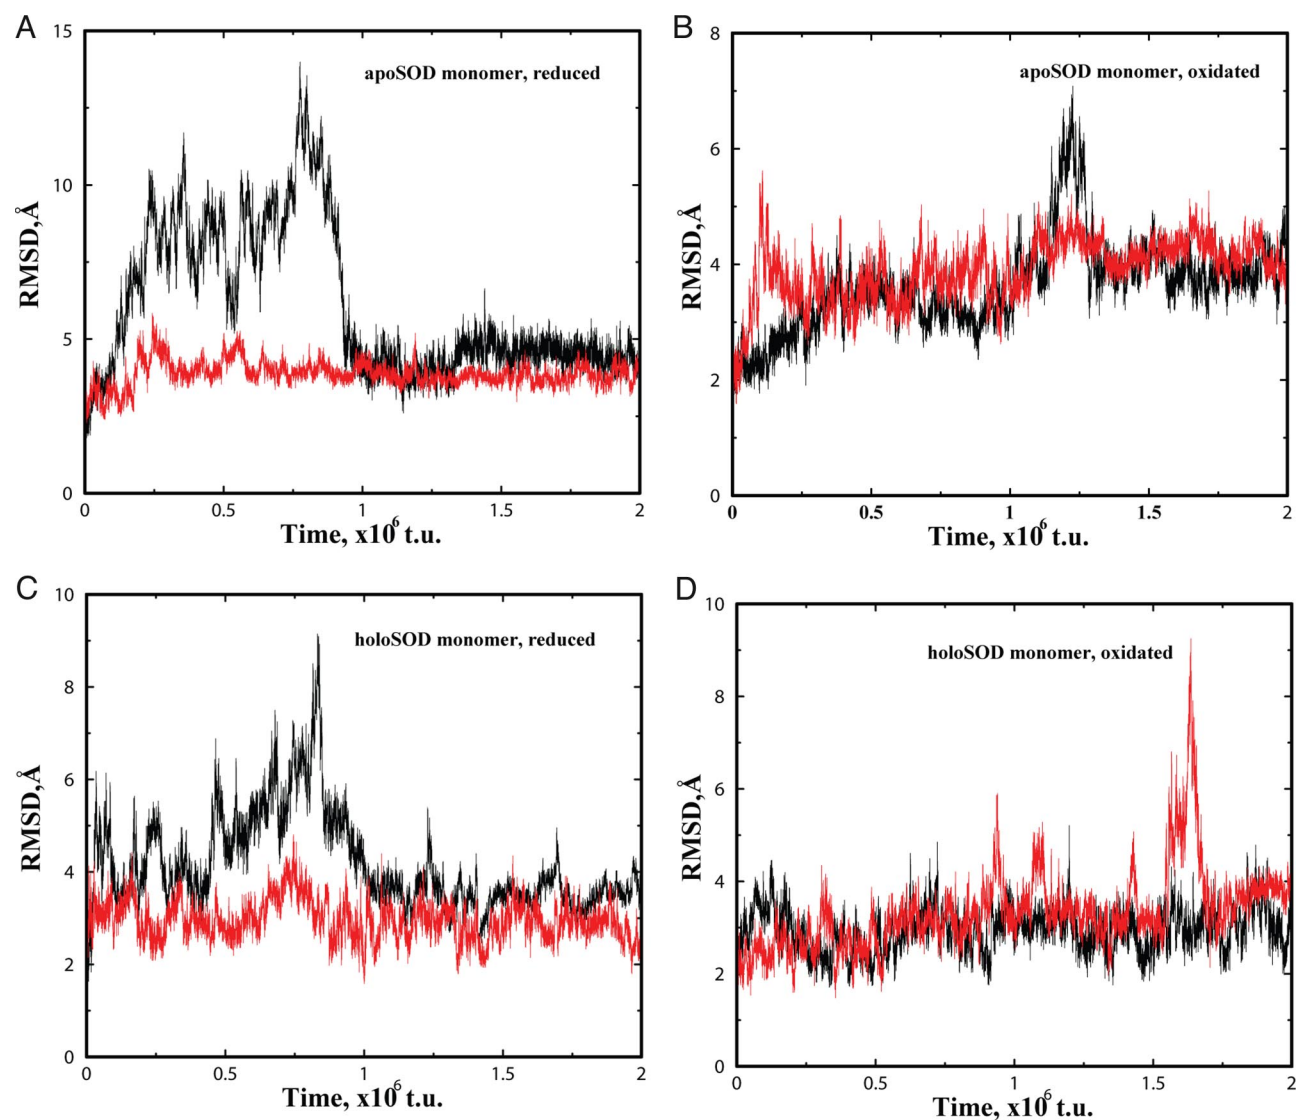 A
15
10
5
0
RMSD,Å
apoSOD monomer, reduced
0 0.5 1 1.5 2
Time, x10⁶ t.u.
B
8
6
4
2
0
RMSD,Å
apoSOD monomer, oxidated
0 0.5 1 1.5 2
Time, x10⁶ t.u.
C
10
8
6
4
2
0
RMSD,Å
holoSOD monomer, reduced
0 0.5 1 1.5 2
Time, x10⁶ t.u.
D
10
8
6
4
2
0
RMSD,Å
holoSOD monomer, oxidated
0 0.5 1 1.5 2
Time, x10⁶ t.u.